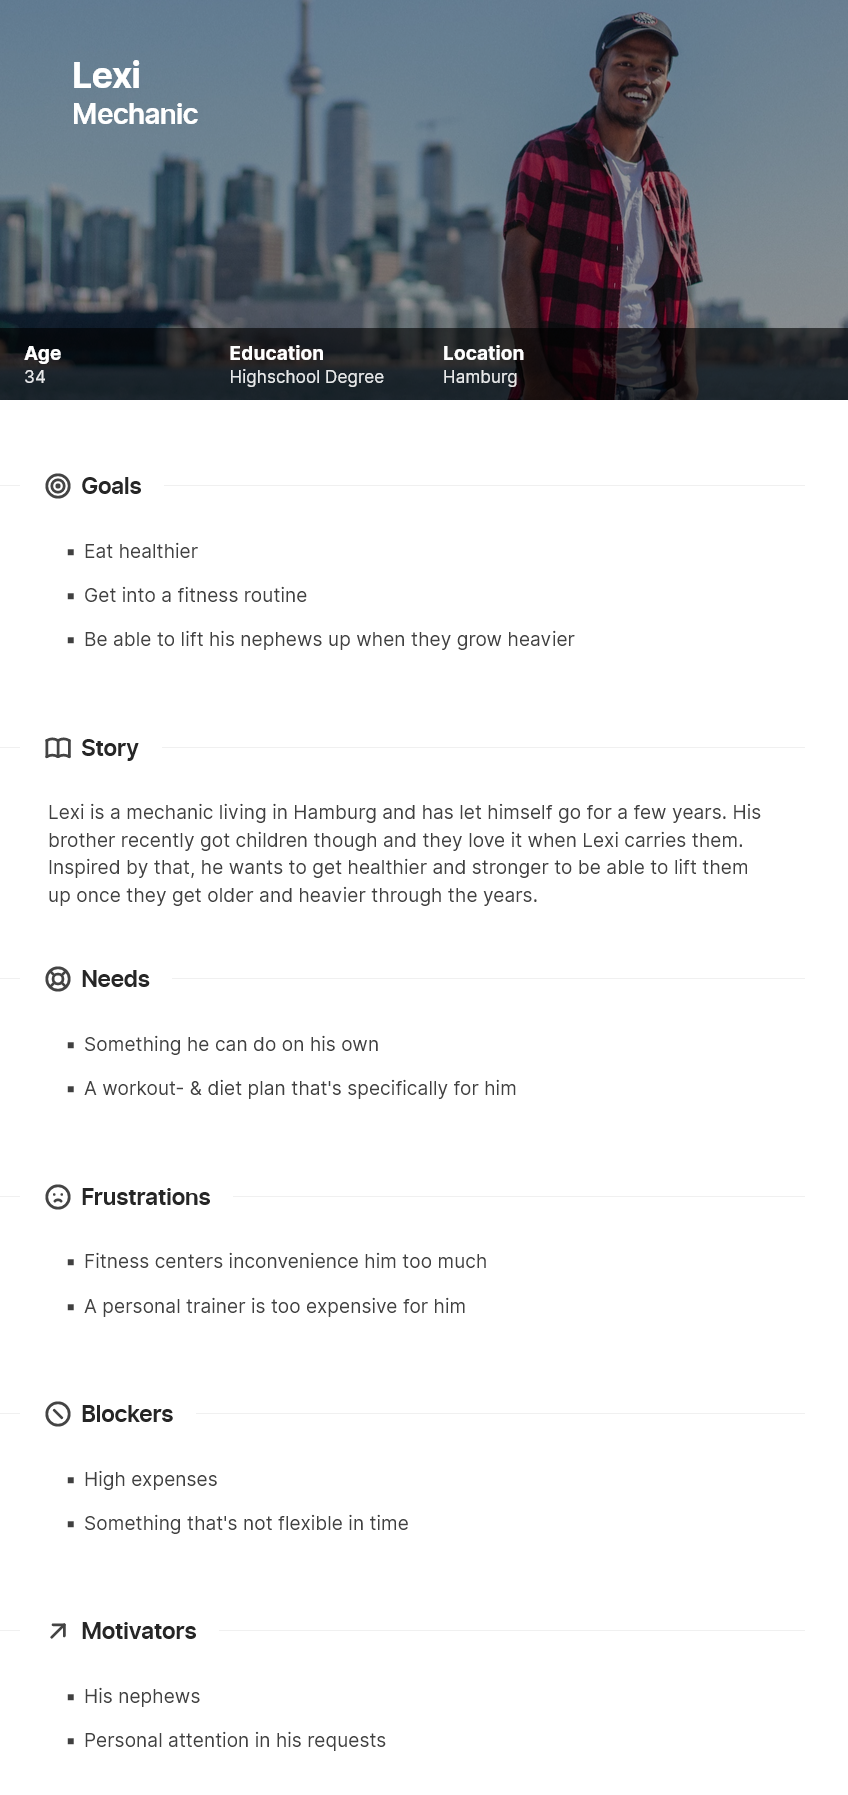 Lexi
Mechanic
Age
34
Education
Highschool Degree
Location
Hamburg
Goals
▪ Eat healthier
▪ Get into a fitness routine
▪ Be able to lift his nephews up when they grow heavier
Story
Lexi is a mechanic living in Hamburg and has let himself go for a few years. His
brother recently got children though and they love it when Lexi carries them.
Inspired by that, he wants to get healthier and stronger to be able to lift them
up once they get older and heavier through the years.
Needs
▪ Something he can do on his own
▪ A workout- & diet plan that's specifically for him
Frustrations
▪ Fitness centers inconvenience him too much
▪ A personal trainer is too expensive for him
Blockers
▪ High expenses
▪ Something that's not flexible in time
Motivators
▪ His nephews
▪ Personal attention in his requests